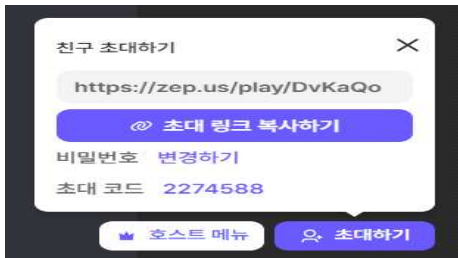 친구 초대하기
https://zep.us/play/DvKaQo
초대 링크 복사하기
비밀번호 변경하기
초대 코드 2274588
호스트 메뉴 초대하기